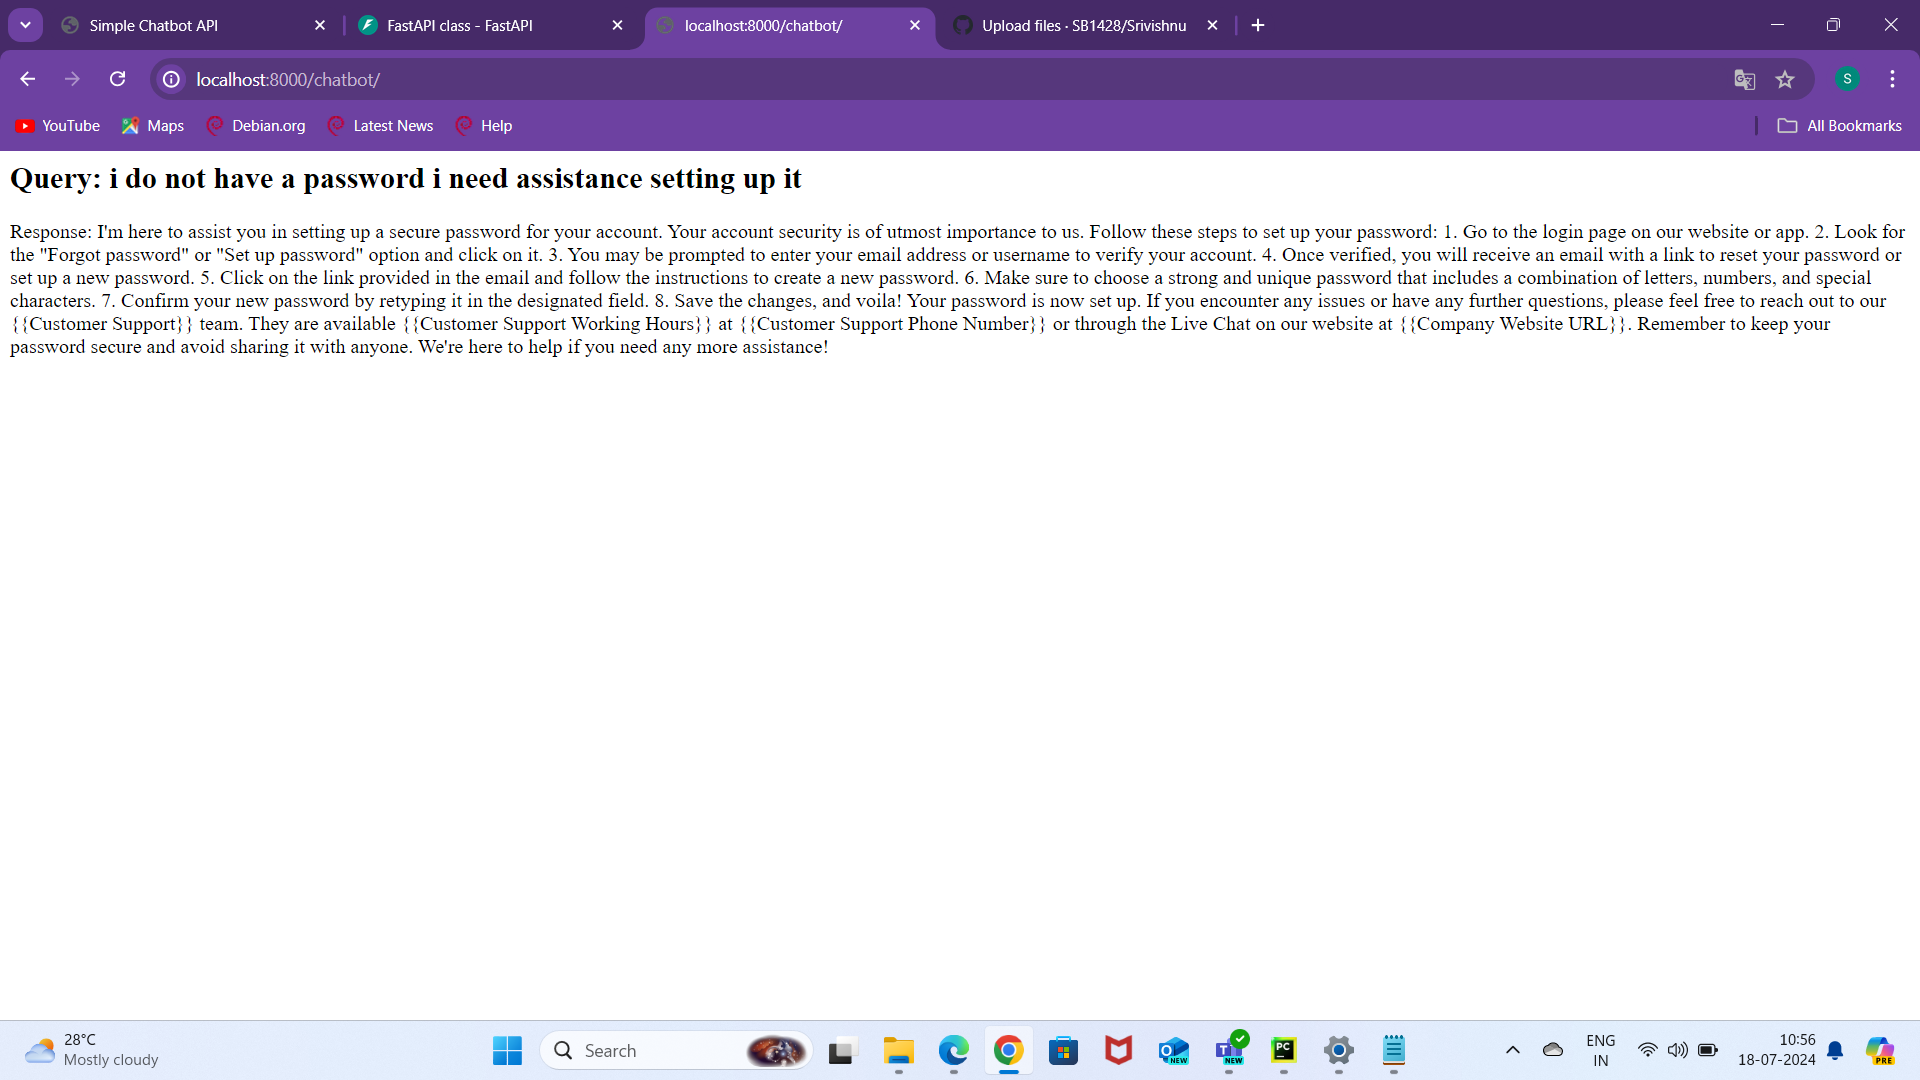 Simple Chatbot API
FastAPI class - FastAPI
localhost:8000/chatbot/
Upload files · SB1428/Srivishnu
localhost:8000/chatbot/
S
YouTube
Maps
Debian.org
Latest News
Help
All Bookmarks
Query: i do not have a password i need assistance setting up it
Response: I'm here to assist you in setting up a secure password for your account. Your account security is of utmost importance to us. Follow these steps to set up your password: 1. Go to the login page on our website or app. 2. Look for
the "Forgot password" or "Set up password" option and click on it. 3. You may be prompted to enter your email address or username to verify your account. 4. Once verified, you will receive an email with a link to reset your password or
set up a new password. 5. Click on the link provided in the email and follow the instructions to create a new password. 6. Make sure to choose a strong and unique password that includes a combination of letters, numbers, and special
characters. 7. Confirm your new password by retyping it in the designated field. 8. Save the changes, and voila! Your password is now set up. If you encounter any issues or have any further questions, please feel free to reach out to our
{{Customer Support}} team. They are available {{Customer Support Working Hours}} at {{Customer Support Phone Number}} or through the Live Chat on our website at {{Company Website URL}}. Remember to keep your
password secure and avoid sharing it with anyone. We're here to help if you need any more assistance!
28°C
Mostly cloudy
Search
NEW
NEW
PC
ENG
IN
10:56
18-07-2024
PRE